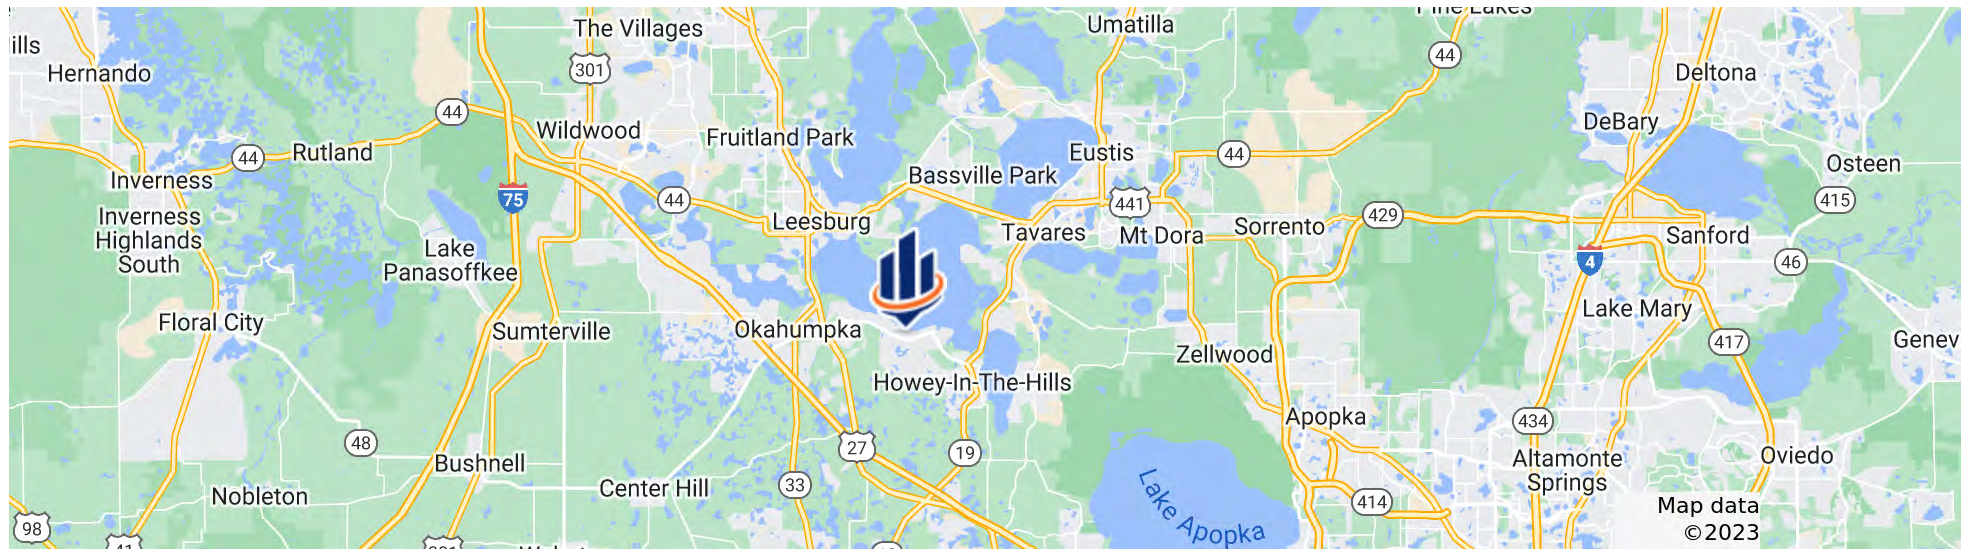 The Villages
Umatilla
ills
Hernando
301
44
Deltona
44
Wildwood
Fruitland Park
DeBary
44
Rutland
Eustis
44
Osteen
Inverness
Bassville Park
75
44
441
415
Inverness
Highlands
South
Leesburg
Tavares
Mt Dora
Sorrento
429
Sanford
Lake
Panasoffkee
4
46
Floral City
Sumterville
Okahumpka
Lake Mary
417
Genev
Zellwood
Howey-In-The-Hills
Apopka
434
48
27
19
Bushnell
Altamonte
Springs
Oviedo
Nobleton
Center Hill
33
Lake Apopka
414
98
Map data
©2023